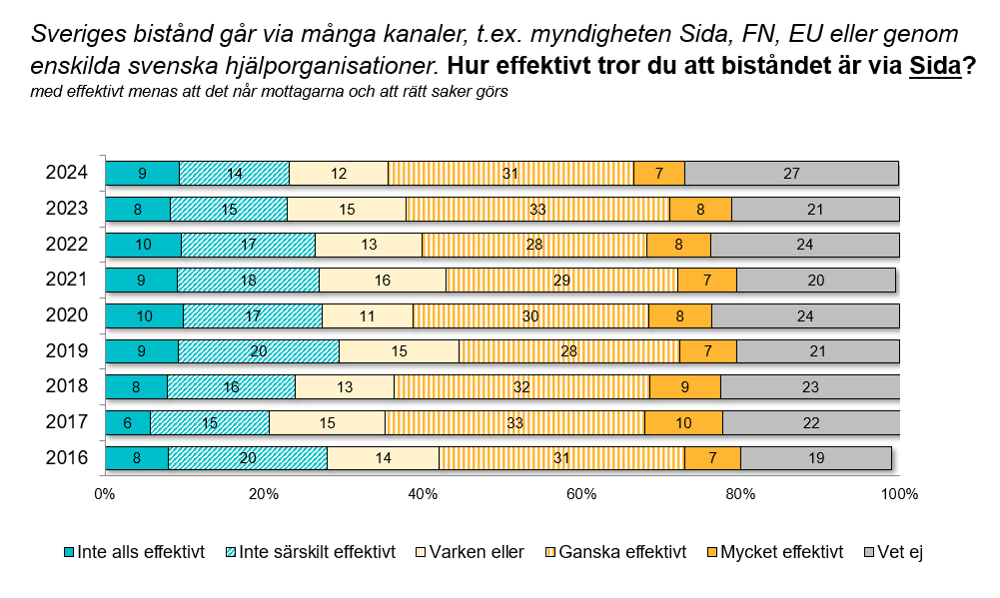 Sveriges bistånd går via många kanaler, t.ex. myndigheten Sida, FN, EU eller genom
enskilda svenska hjälporganisationer. Hur effektivt tror du att biståndet är via Sida?
med effektivt menas att det når mottagarna och att rätt saker görs
2024 9 14 12 31 7 27
2023 8 15 15 33 8 21
2022 10 17 13 28 8 24
2021 9 18 16 29 7 20
2020 10 17 11 30 8 24
2019 9 20 15 28 7 21
2018 8 16 13 32 9 23
2017 6 15 15 33 10 22
2016 8 20 14 31 7 19
0% 20% 40% 60% 80% 100%
Inte alls effektivt Inte särskilt effektivt Varken eller Ganska effektivt Mycket effektivt Vet ej